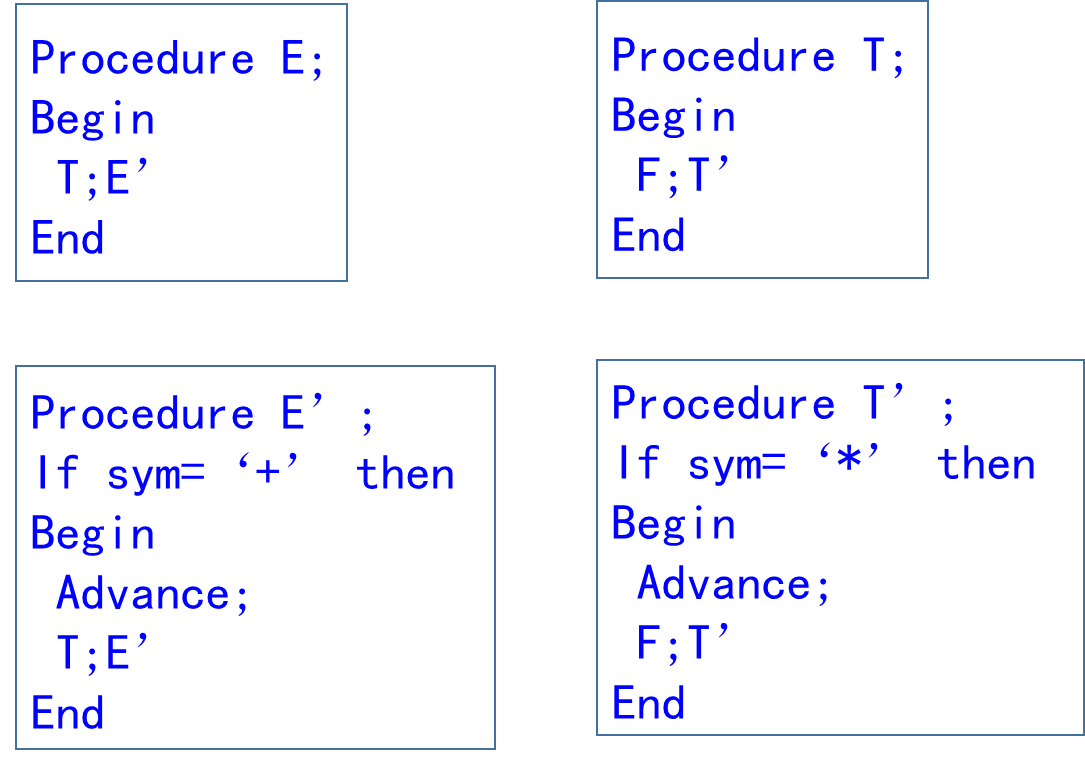 Procedure E;
Begin
T;E’
End
Procedure T;
Begin
F;T’
End
Procedure E’ ;
If sym= ‘+’ then
Begin
Advance;
T;E’
End
Procedure T’ ;
If sym= ‘*’ then
Begin
Advance;
F;T’
End